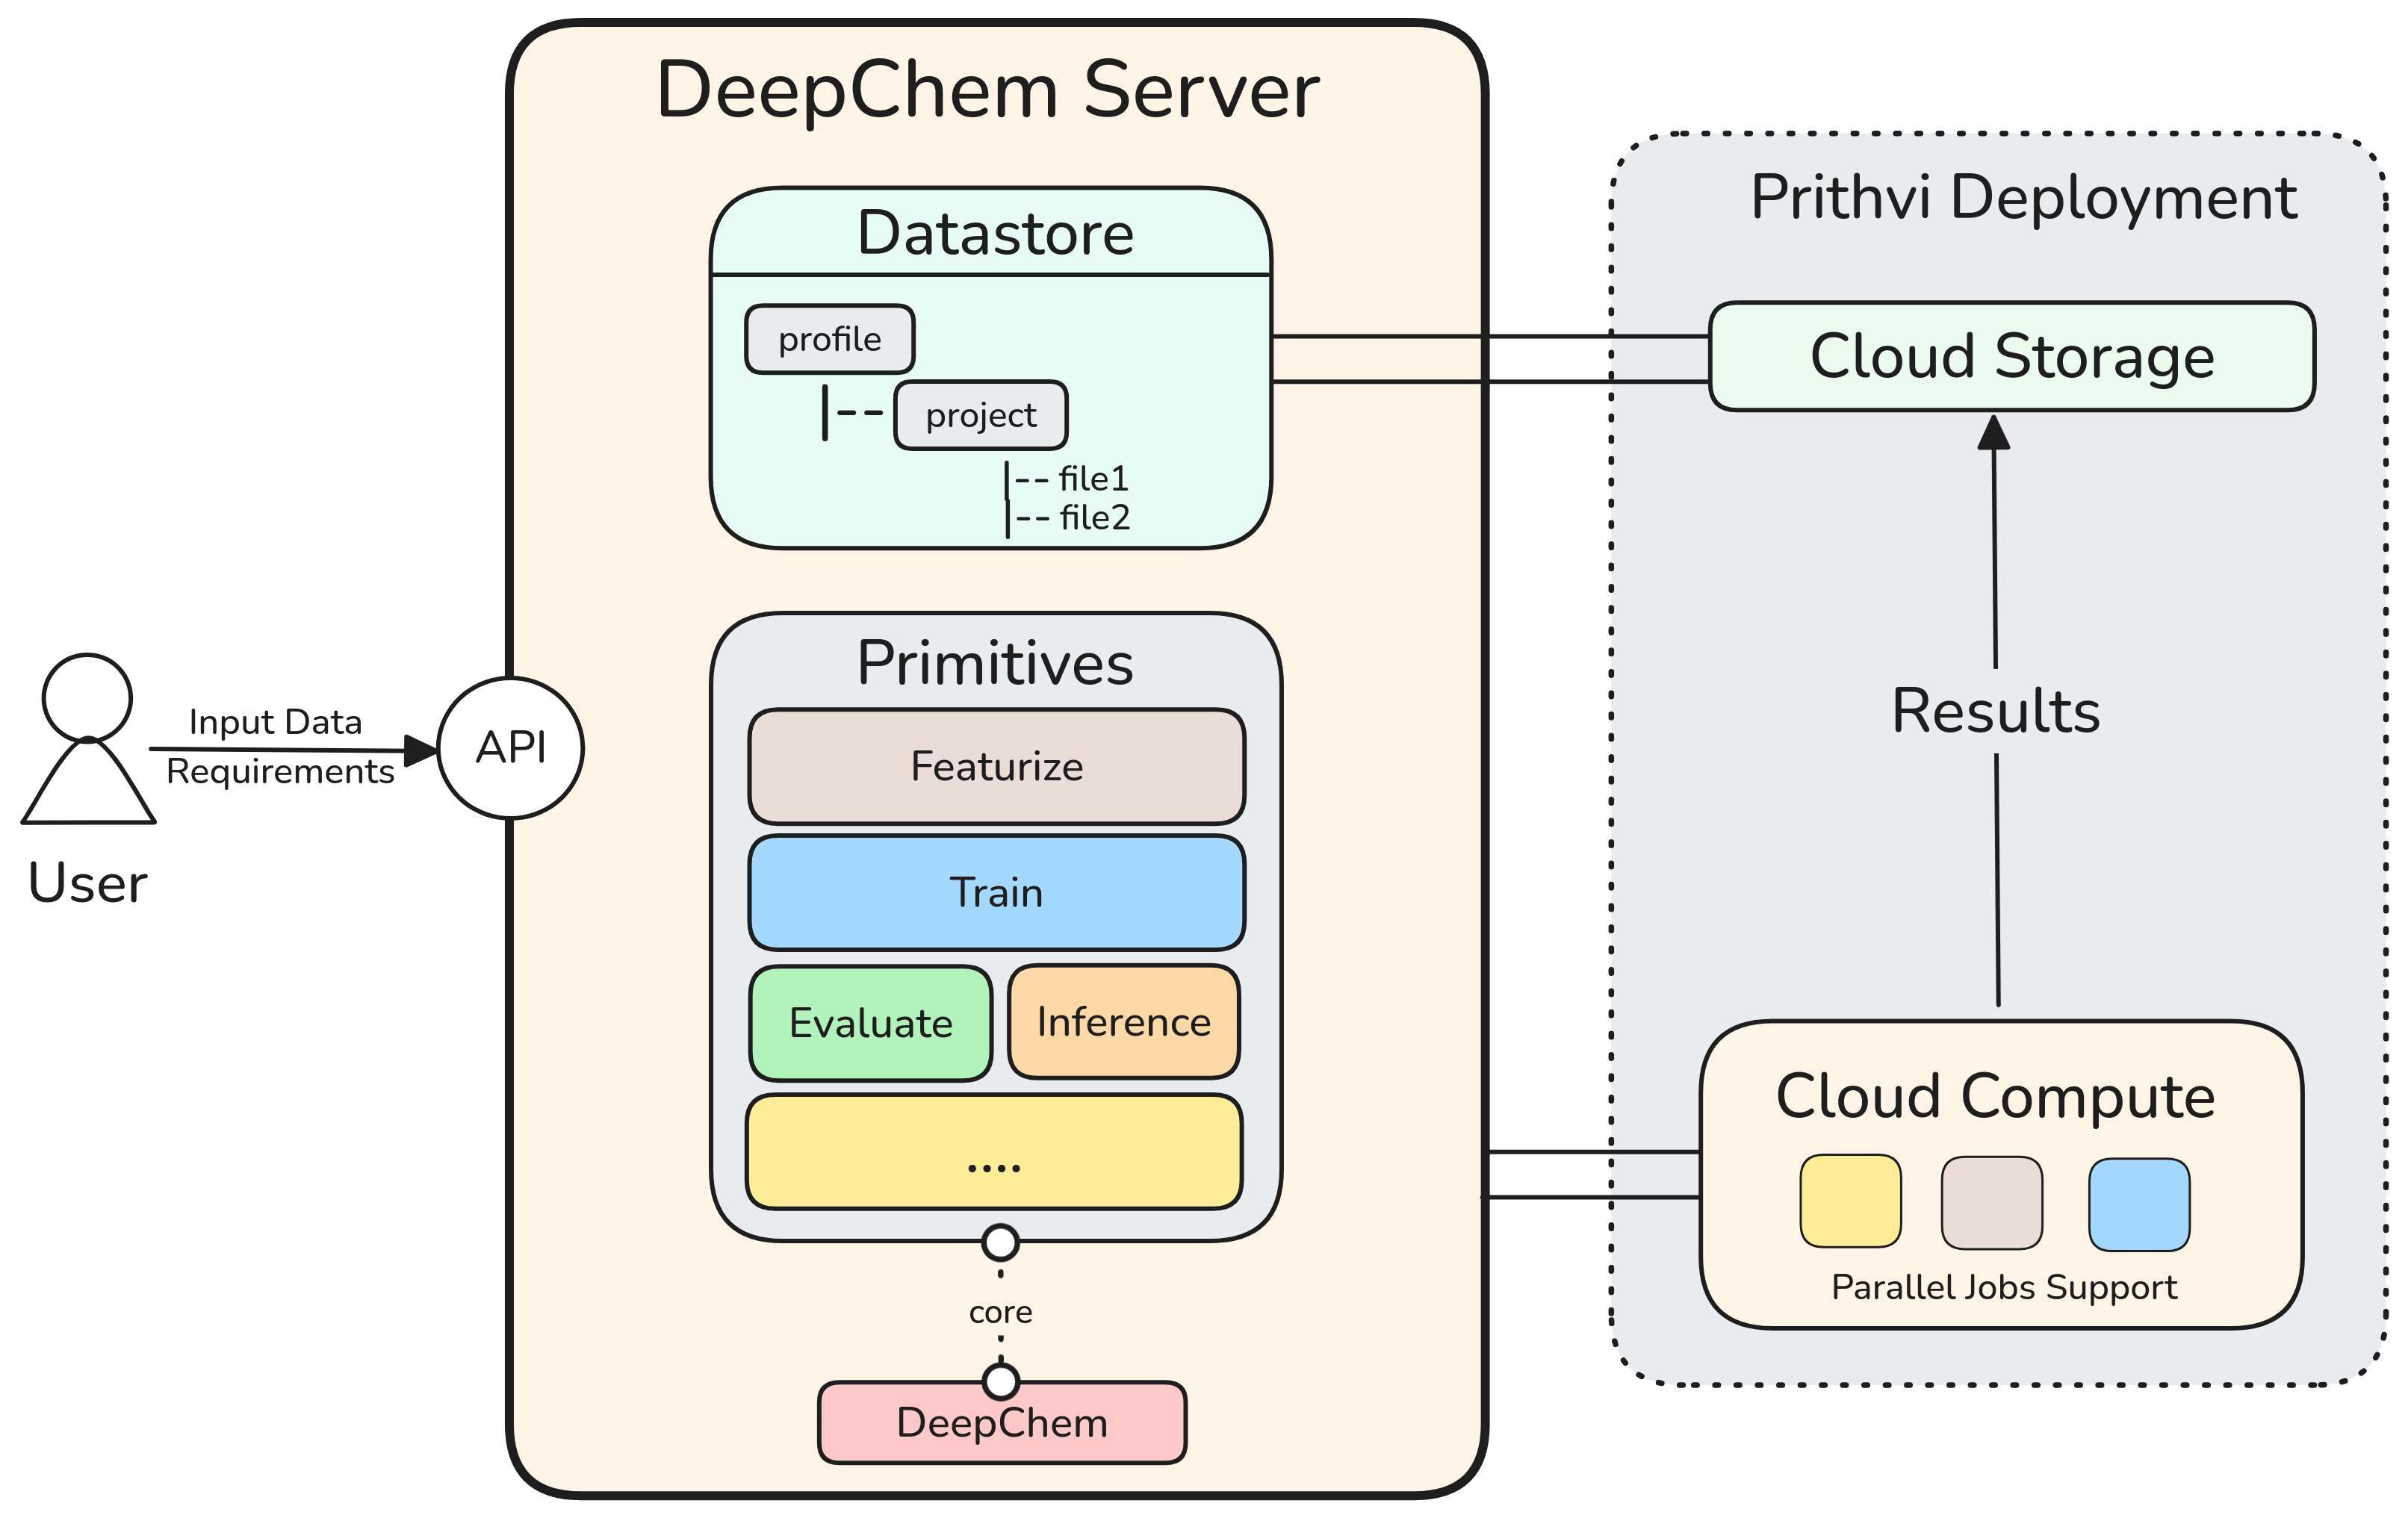 DeepChem Server
Datastore
profile
|-- project
|-- file1
|-- file2
Primitives
Featurize
Train
Evaluate
Inference
....
core
DeepChem
Input Data
Requirements
API
User
Prithvi Deployment
Cloud Storage
Results
Cloud Compute
Parallel Jobs Support